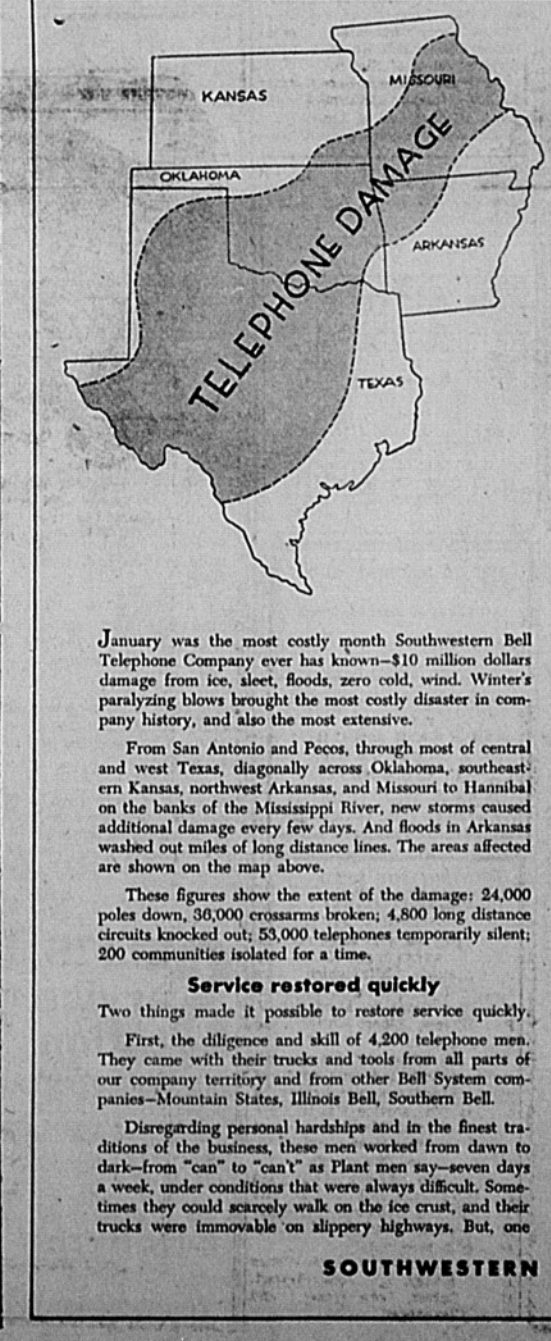 KANSAS
MISSOURI
OKLAHOMA
TELEPHONE DAMAGE
ARKANSAS
TEXAS
January was the most costly month Southwestern Bell
Telephone Company ever has known—$10 million dollars
damage from ice, sleet, floods, zero cold, wind. Winter's
paralyzing blows brought the most costly disaster in com-
pany history, and also the most extensive.
From San Antonio and Pecos, through most of central
and west Texas, diagonally across Oklahoma, southeast-
ern Kansas, northwest Arkansas, and Missouri to Hannibal
on the banks of the Mississippi River, new storms caused
additional damage every few days. And floods in Arkansas
washed out miles of long distance lines. The areas affected
are shown on the map above.
These figures show the extent of the damage: 24,000
poles down, 36,000 crossarms broken; 4,800 long distance
circuits knocked out; 53,000 telephones temporarily silent;
200 communities isolated for a time.
Service restored quickly
Two things made it possible to restore service quickly.
First, the diligence and skill of 4,200 telephone men.
They came with their trucks and tools from all parts of
our company territory and from other Bell System com-
panies—Mountain States, Illinois Bell, Southern Bell.
Disregarding personal hardships and in the finest tra-
ditions of the business, these men worked from dawn to
dark—from "can" to "can't" as Plant men say—seven days
a week, under conditions that were always difficult. Some-
times they could scarcely walk on the ice crust, and their
trucks were immovable on slippery highways. But, one
SOUTHWESTERN